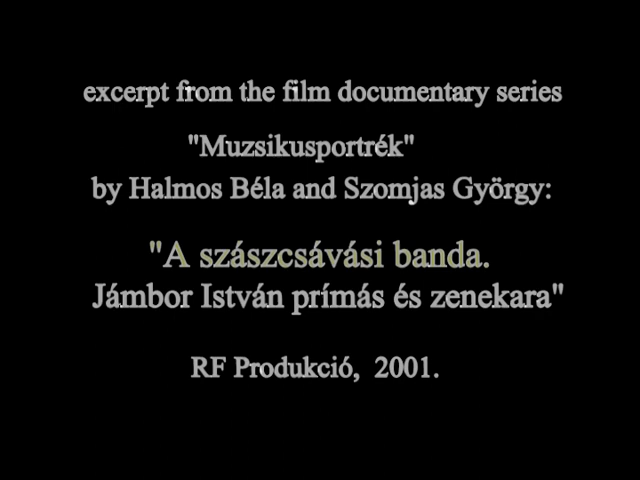 excerpt from the film documentary series
"Muzsikusportrék"
by Halmos Béla and Szomjas György:
"A szászcsávási banda.
Jámbor István prímás és zenekara"
RF Produkció, 2001.